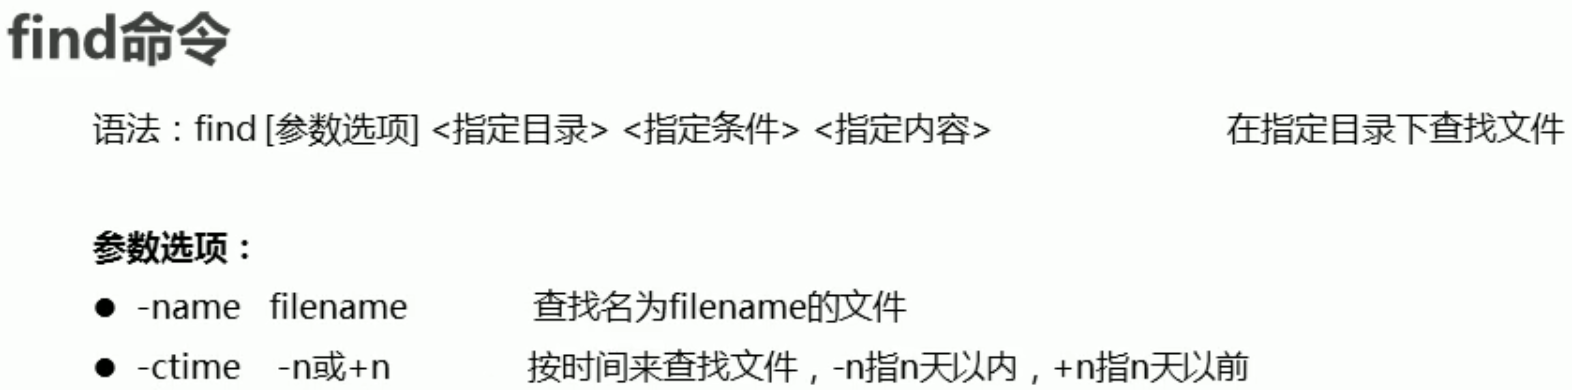 find命令
语法：find [参数选项] <指定目录> <指定条件> <指定内容> 在指定目录下查找文件
参数选项：
● -name filename 查找名为filename的文件
● -ctime -n或+n 按时间来查找文件，-n指n天以内，+n指n天以前